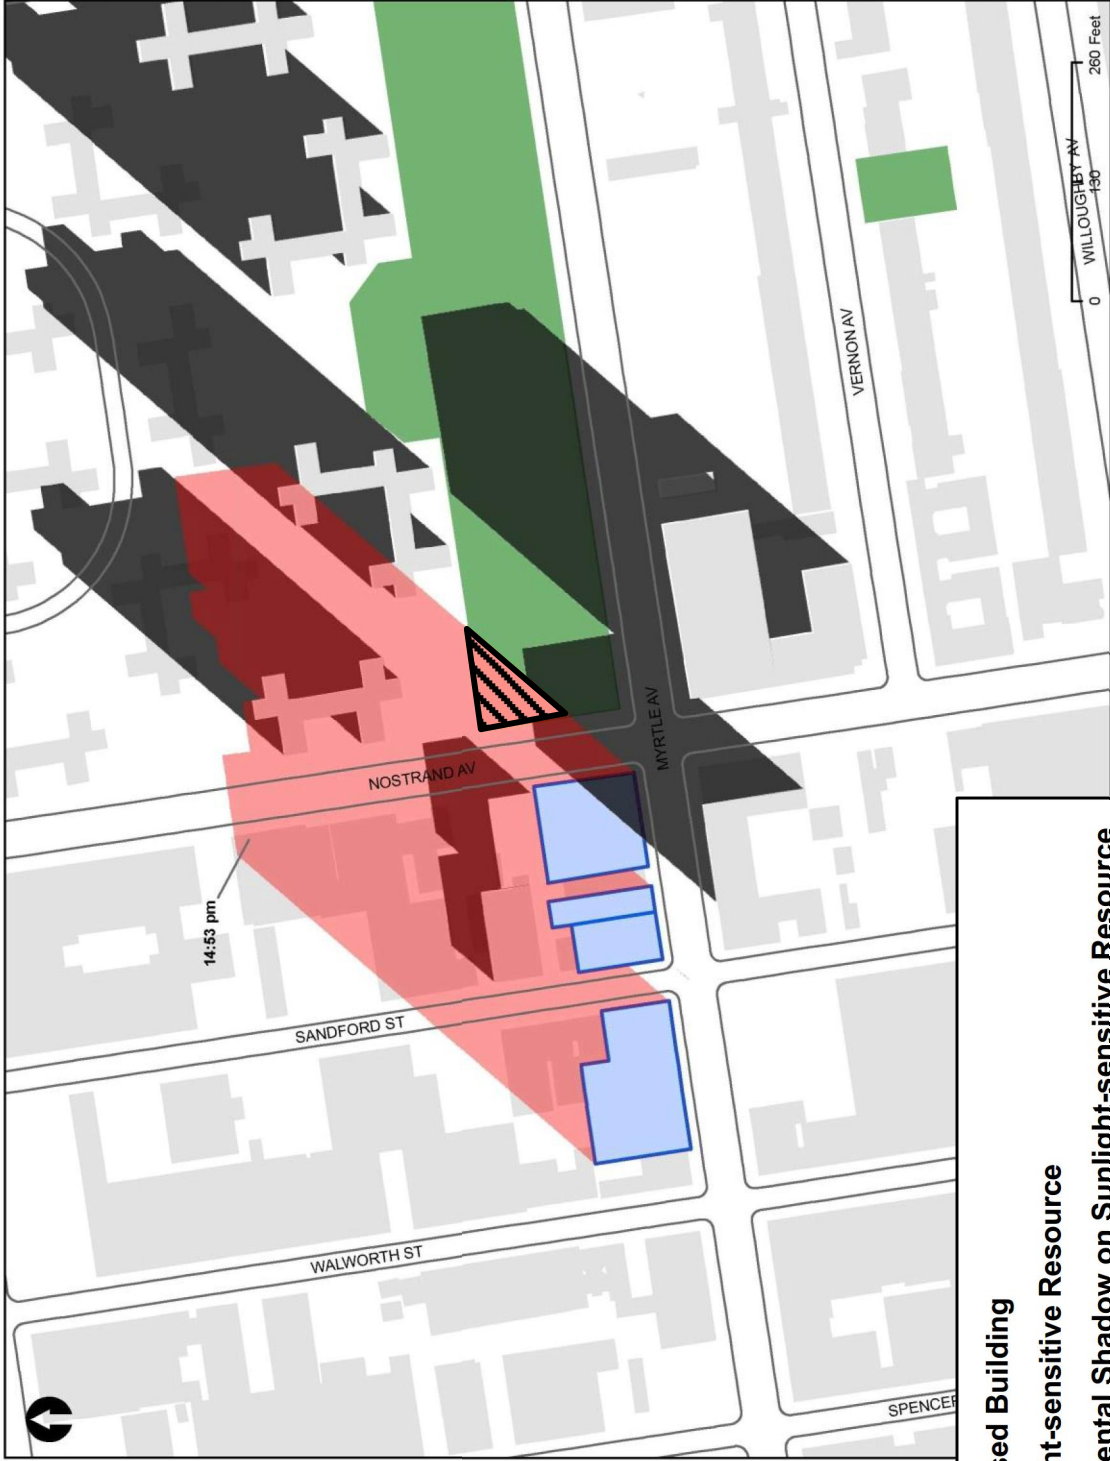 14:53 pm
NOSTRAND AV
SANDFORD ST
WALWORTH ST
MYRTLE AV
VERNON AV
WILLOUGHBY AV
SPENCER
0 130 260 Feet
sed Building
nt-sensitive Resource
ental Shadow on Sunlight-sensitive Resource